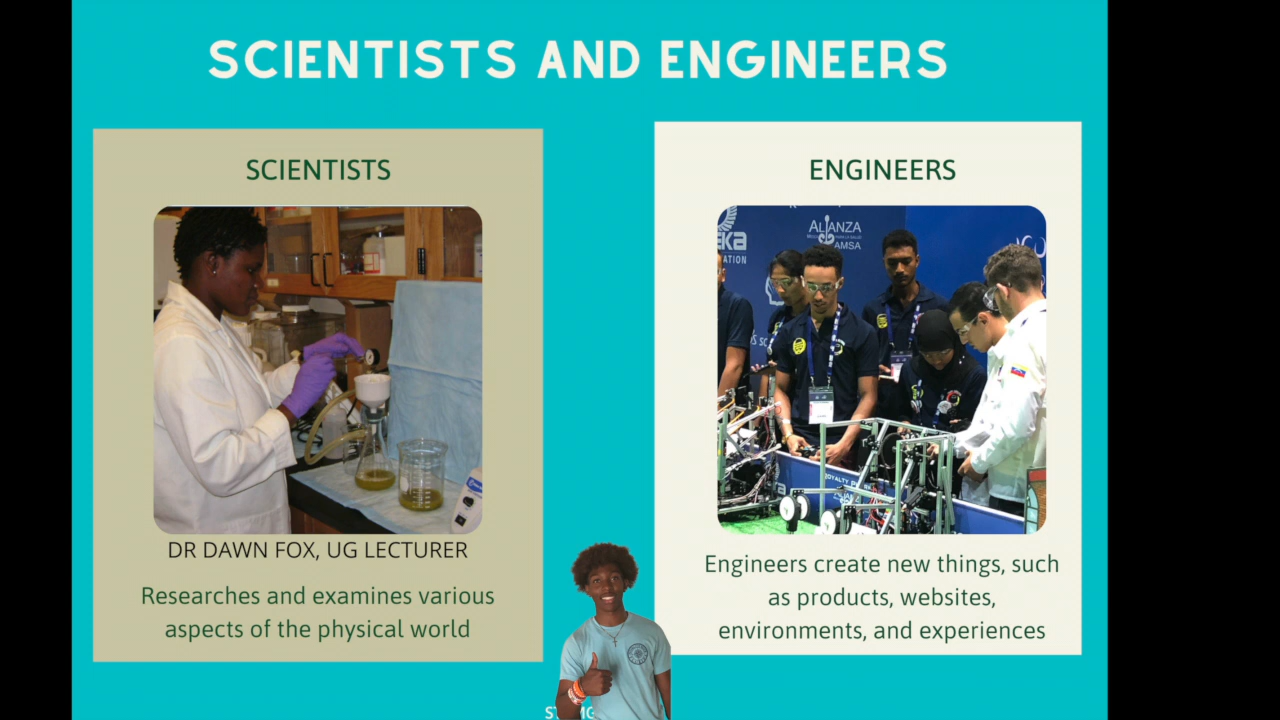 SCIENTISTS AND ENGINEERS
SCIENTISTS
DR DAWN FOX, UG LECTURER
Researches and examines various
aspects of the physical world
ENGINEERS
ALIANZA
AMSA
Engineers create new things, such
as products, websites,
environments, and experiences